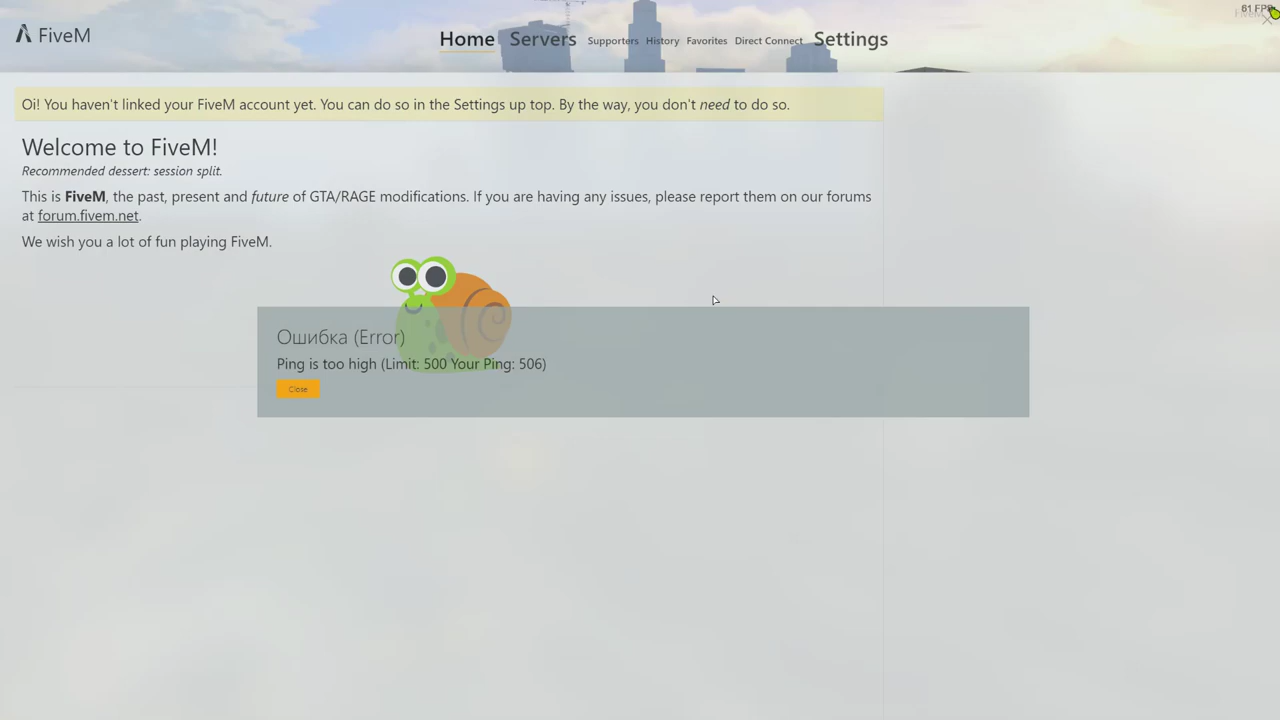 61 FPS
FiveM
FiveM
Home Servers Supporters History Favorites Direct Connect Settings
Oi! You haven't linked your FiveM account yet. You can do so in the Settings up top. By the way, you don't need to do so.
Welcome to FiveM!
Recommended dessert: session split.
This is FiveM, the past, present and future of GTA/RAGE modifications. If you are having any issues, please report them on our forums
at forum.fivem.net.
We wish you a lot of fun playing FiveM.
Ошибка (Error)
Ping is too high (Limit: 500 Your Ping: 506)
Close